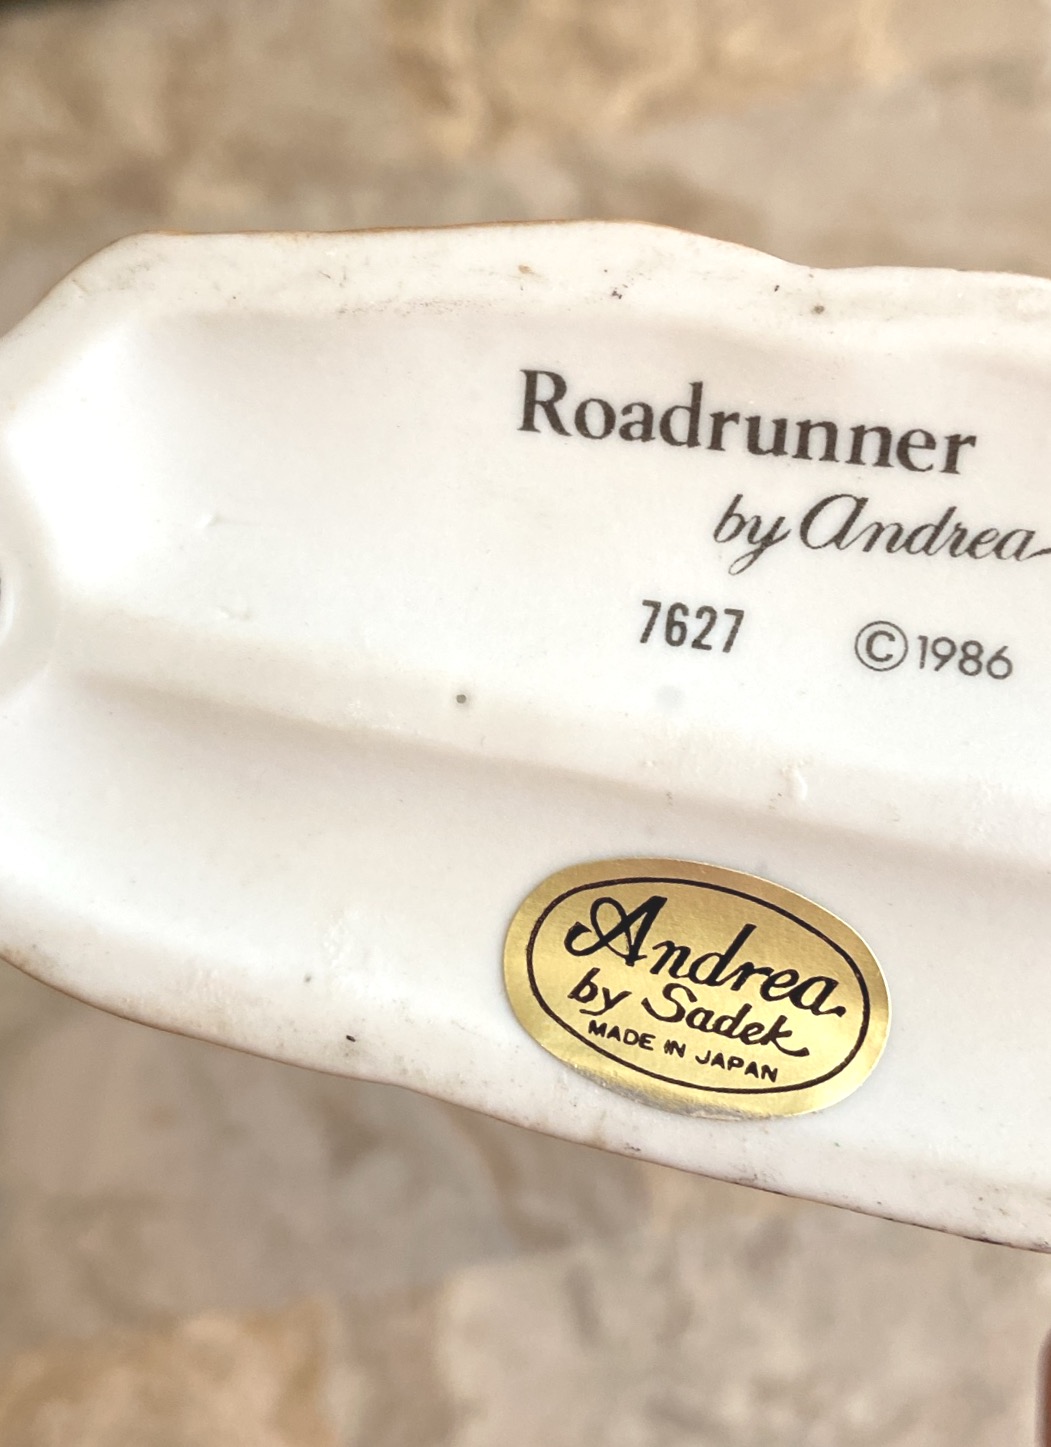 Roadrunner
by Andrea
7627 ©1986
Andrea
by Sadek
MADE IN JAPAN